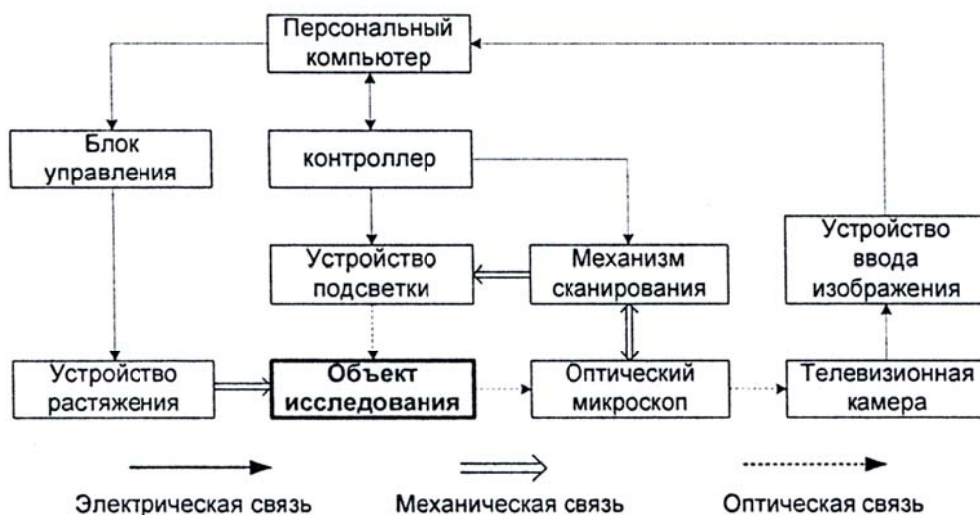 Персональный
компьютер
Блок
управления
контроллер
Устройство
подсветки
Механизм
сканирования
Устройство
ввода
изображения
Устройство
растяжения
Объект
исследования
Оптический
микроскоп
Телевизионная
камера
Электрическая связь
Механическая связь
Оптическая связь